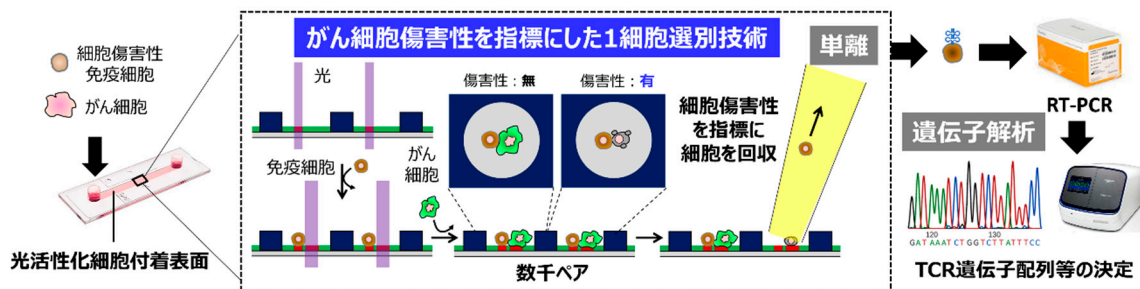 細胞傷害性
免疫細胞
がん細胞
光活性化細胞付着表面
がん細胞傷害性を指標にした1細胞選別技術
光
免疫細胞
がん
細胞
傷害性：無
傷害性：有
数千ペア
細胞傷害性
を指標に
細胞を回収
単離
RT-PCR
遺伝子解析
120 130
GATAAATCTGGTCTTATTTCC
TCR遺伝子配列等の決定